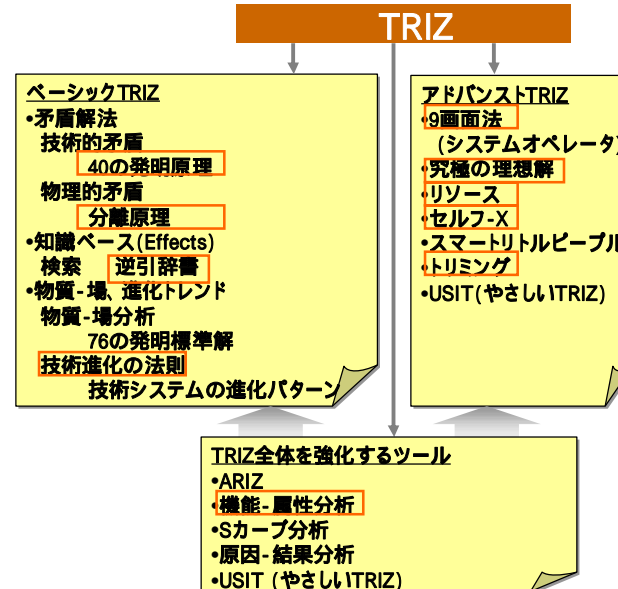 TRIZ
ベーシックTRIZ
•矛盾解法
技術的矛盾
40の発明原理
物理的矛盾
分離原理
•知識ベース(Effects)
検索 逆引辞書
•物質-場、進化トレンド
物質-場分析
76の発明標準解
技術進化の法則
技術システムの進化パターン
アドバンストTRIZ
•9画面法
(システムオペレータ)
•究極の理想解
•リソース
•セルフ-X
•スマートリトルピープル
•トリミング
•USIT(やさしいTRIZ)
TRIZ全体を強化するツール
•ARIZ
•機能-属性分析
•Sカーブ分析
•原因-結果分析
•USIT (やさしいTRIZ)